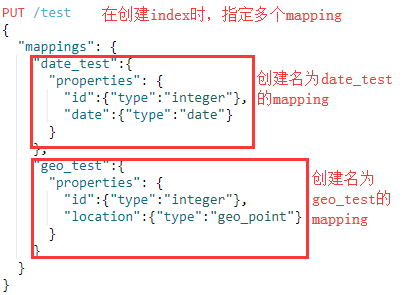 PUT /test 在创建index时，指定多个mapping
{
"mappings": {
"date_test":{
"properties": {
"id":{"type":"integer"},
"date":{"type":"date"}
}
},
"geo_test":{
"properties": {
"id":{"type":"integer"},
"location":{"type":"geo_point"}
}
}
}
}
创建名为date_test
的mapping
创建名为
geo_test的
mapping